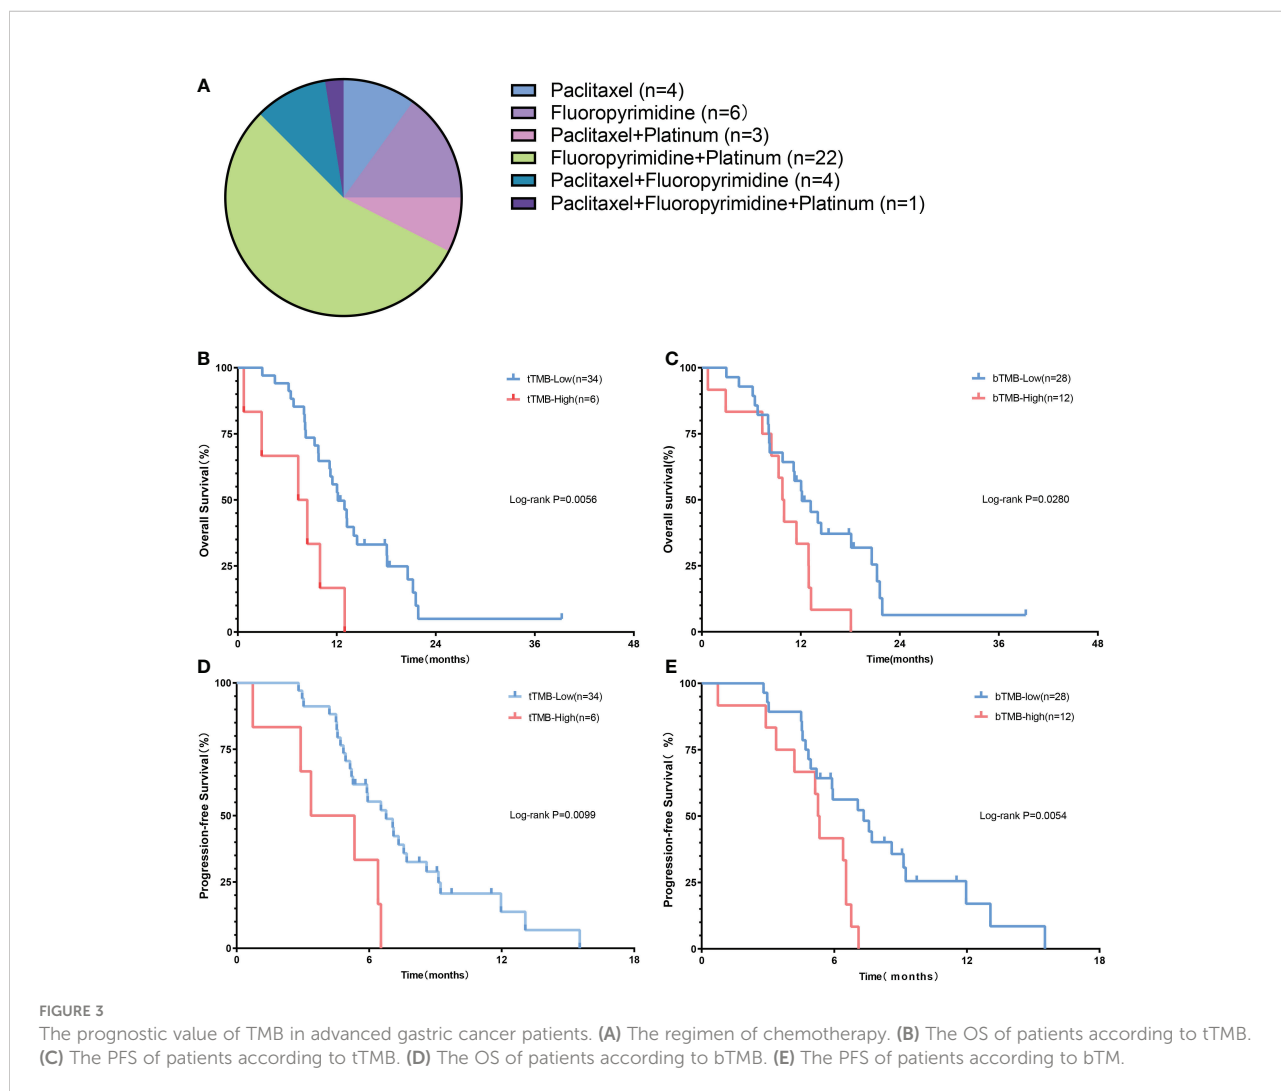 A
Paclitaxel (n=4)
Fluoropyrimidine (n=6)
Paclitaxel+Platinum (n=3)
Fluoropyrimidine+Platinum (n=22)
Paclitaxel+Fluoropyrimidine (n=4)
Paclitaxel+Fluoropyrimidine+Platinum (n=1)
B
100
75
50
25
0
Overall Survival(%)
tTMB-Low(n=34)
tTMB-High(n=6)
Log-rank P=0.0056
0 12 24 36 48
Time(months)
C
100
75
50
25
0
Overall survival(%)
bTMB-Low(n=28)
bTMB-High(n=12)
Log-rank P=0.0280
0 12 24 36 48
Time(months)
D
100
75
50
25
0
Progression-free Survival(%)
tTMB-Low(n=34)
tTMB-High(n=6)
Log-rank P=0.0099
0 6 12 18
Time(months)
E
100
75
50
25
0
Progression-free Survival( %)
bTMB-low(n=28)
bTMB-high(n=12)
Log-rank P=0.0054
0 6 12 18
Time( months)
FIGURE 3
The prognostic value of TMB in advanced gastric cancer patients. (A) The regimen of chemotherapy. (B) The OS of patients according to tTMB.
(C) The PFS of patients according to tTMB. (D) The OS of patients according to bTMB. (E) The PFS of patients according to bTM.